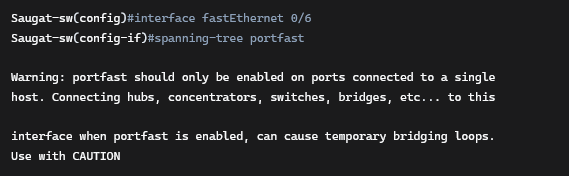 Saugat-sw(config)#interface fastEthernet 0/6
Saugat-sw(config-if)#spanning-tree portfast
Warning: portfast should only be enabled on ports connected to a single
host. Connecting hubs, concentrators, switches, bridges, etc... to this
interface when portfast is enabled, can cause temporary bridging loops.
Use with CAUTION